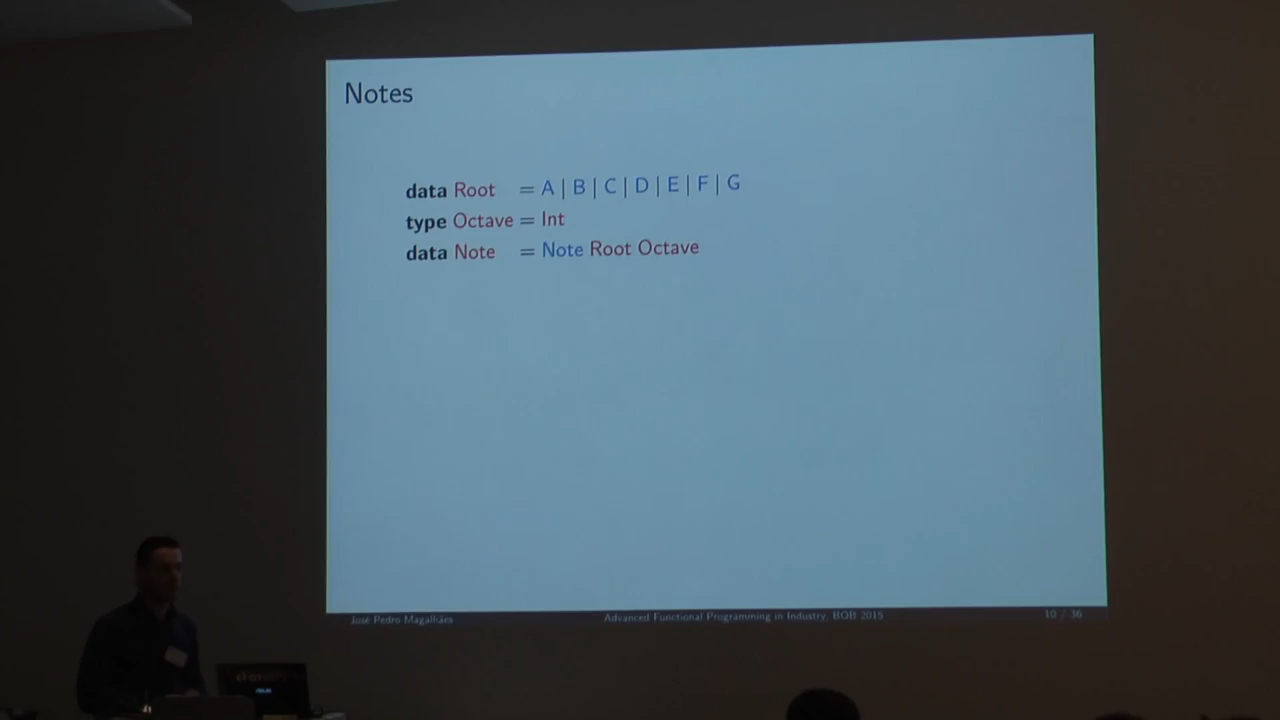 Notes
data Root = A | B | C | D | E | F | G
type Octave = Int
data Note = Note Root Octave
José Pedro Magalhães Advanced Functional Programming in Industry, BOB 2015 10 / 36